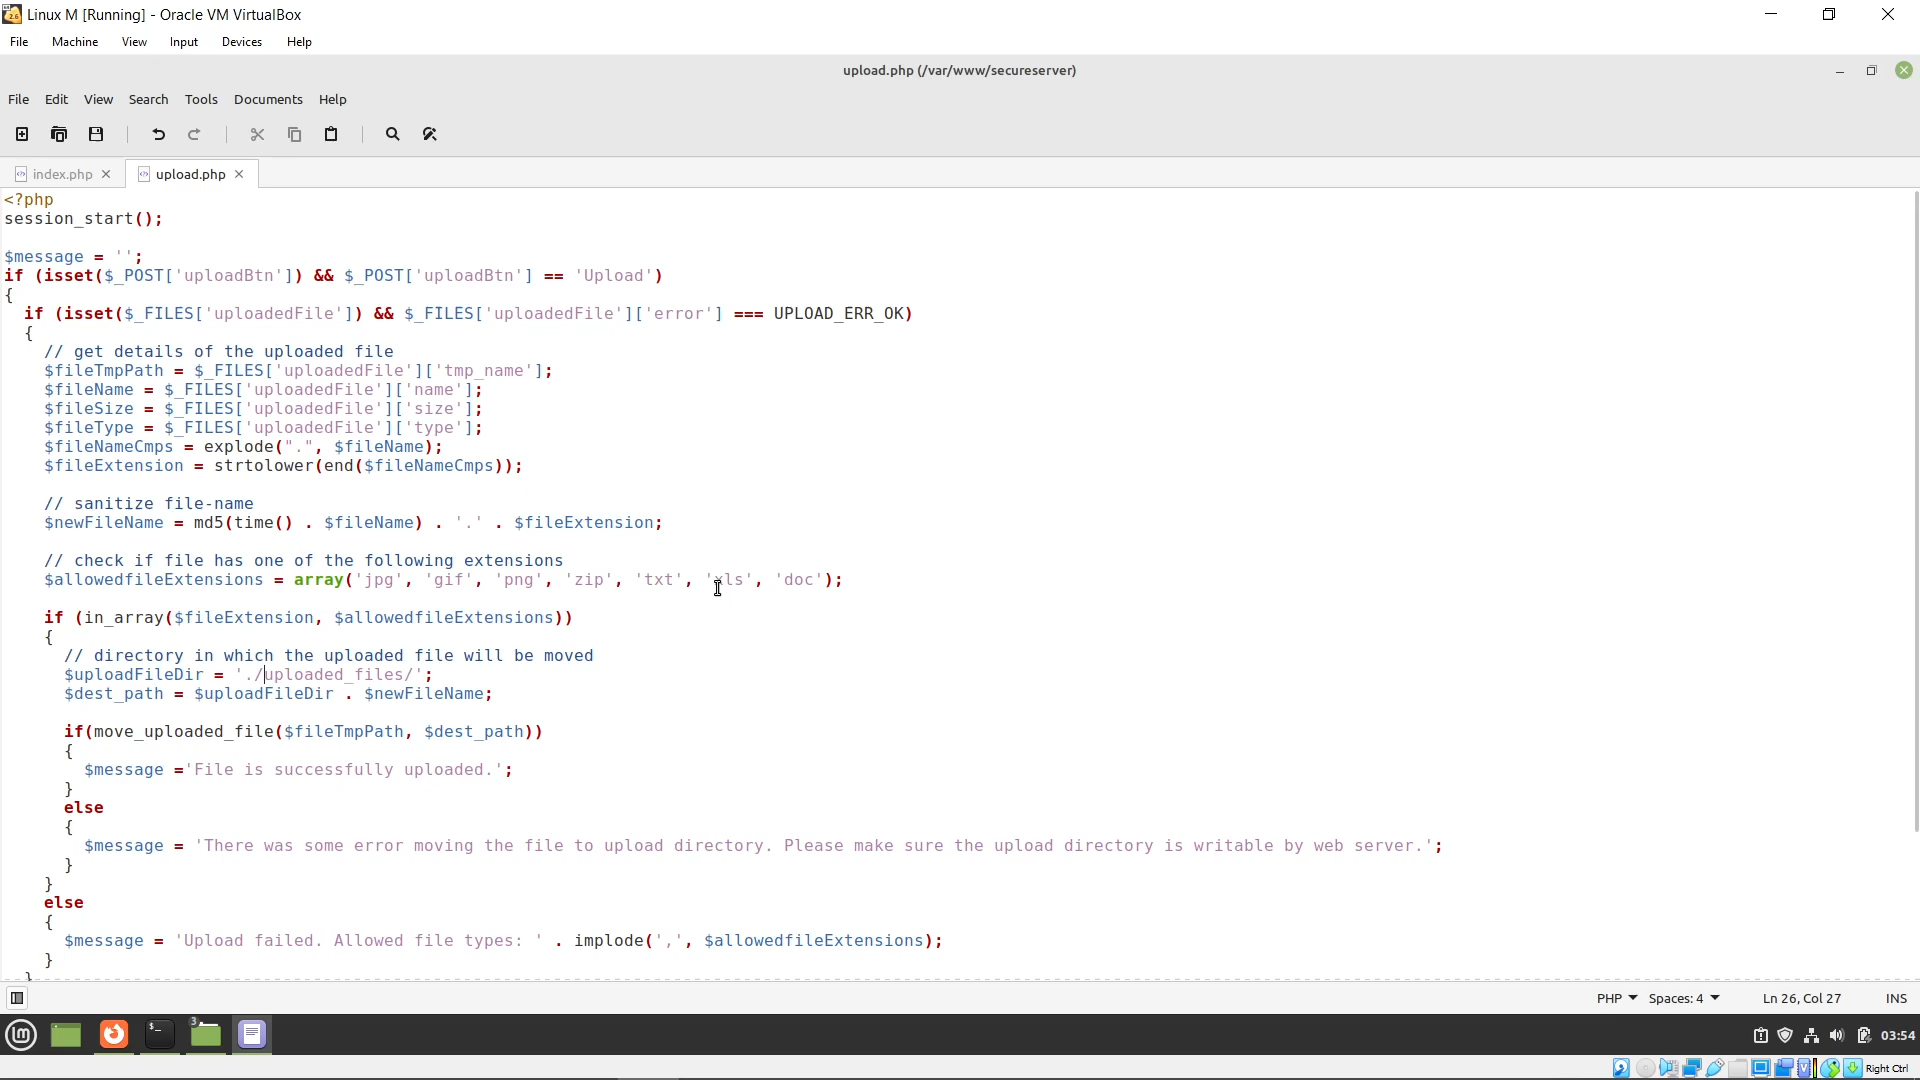 Linux M [Running] - Oracle VM VirtualBox
File Machine View Input Devices Help
upload.php (/var/www/secureserver)
File Edit View Search Tools Documents Help
index.php upload.php
<?php
session_start();
$message = '';
if (isset($_POST['uploadBtn']) && $_POST['uploadBtn'] == 'Upload')
{
if (isset($_FILES['uploadedFile']) && $_FILES['uploadedFile']['error'] === UPLOAD_ERR_OK)
{
// get details of the uploaded file
$fileTmpPath = $_FILES['uploadedFile']['tmp_name'];
$fileName = $_FILES['uploadedFile']['name'];
$fileSize = $_FILES['uploadedFile']['size'];
$fileType = $_FILES['uploadedFile']['type'];
$fileNameCmps = explode(".", $fileName);
$fileExtension = strtolower(end($fileNameCmps));
// sanitize file-name
$newFileName = md5(time() . $fileName) . '.' . $fileExtension;
// check if file has one of the following extensions
$allowedfileExtensions = array('jpg', 'gif', 'png', 'zip', 'txt', 'xls', 'doc');
if (in_array($fileExtension, $allowedfileExtensions))
{
// directory in which the uploaded file will be moved
$uploadFileDir = './uploaded_files/';
$dest_path = $uploadFileDir . $newFileName;
if(move_uploaded_file($fileTmpPath, $dest_path))
{
$message ='File is successfully uploaded.';
}
else
{
$message = 'There was some error moving the file to upload directory. Please make sure the upload directory is writable by web server.';
}
}
else
{
$message = 'Upload failed. Allowed file types: ' . implode(',', $allowedfileExtensions);
}
}
PHP Spaces: 4 Ln 26, Col 27 INS
3
03:54
Right Ctrl